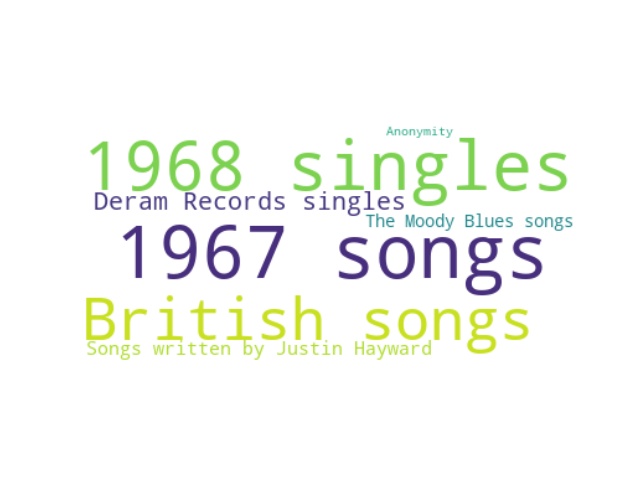 Anonymity
1968 singles
Deram Records singles
The Moody Blues songs
1967 songs
British songs
Songs written by Justin Hayward